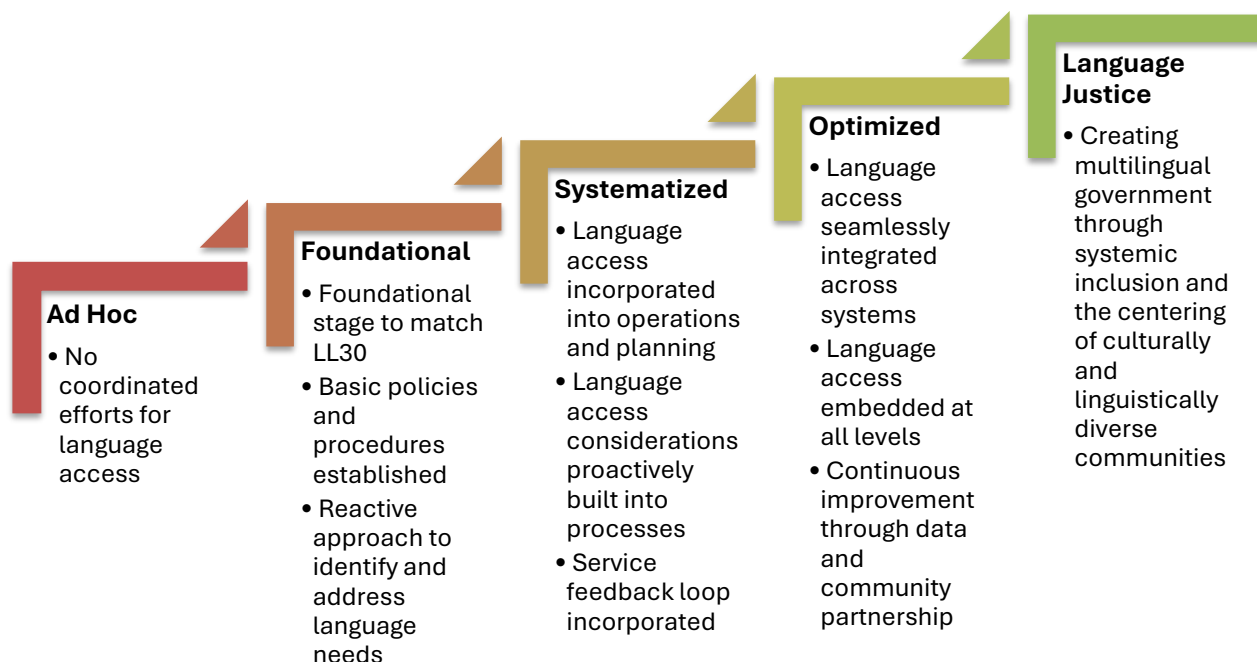 Ad Hoc
• No
coordinated
efforts for
language
access
Foundational
• Foundational
stage to match
LL30
• Basic policies
and
procedures
established
• Reactive
approach to
identify and
address
language
needs
Systematized
• Language
access
incorporated
into operations
and planning
• Language
access
considerations
proactively
built into
processes
• Service
feedback loop
incorporated
Optimized
• Language
access
seamlessly
integrated
across
systems
• Language
access
embedded at
all levels
• Continuous
improvement
through data
and
community
partnership
Language
Justice
• Creating
multilingual
government
through
systemic
inclusion and
the centering
of culturally
and
linguistically
diverse
communities